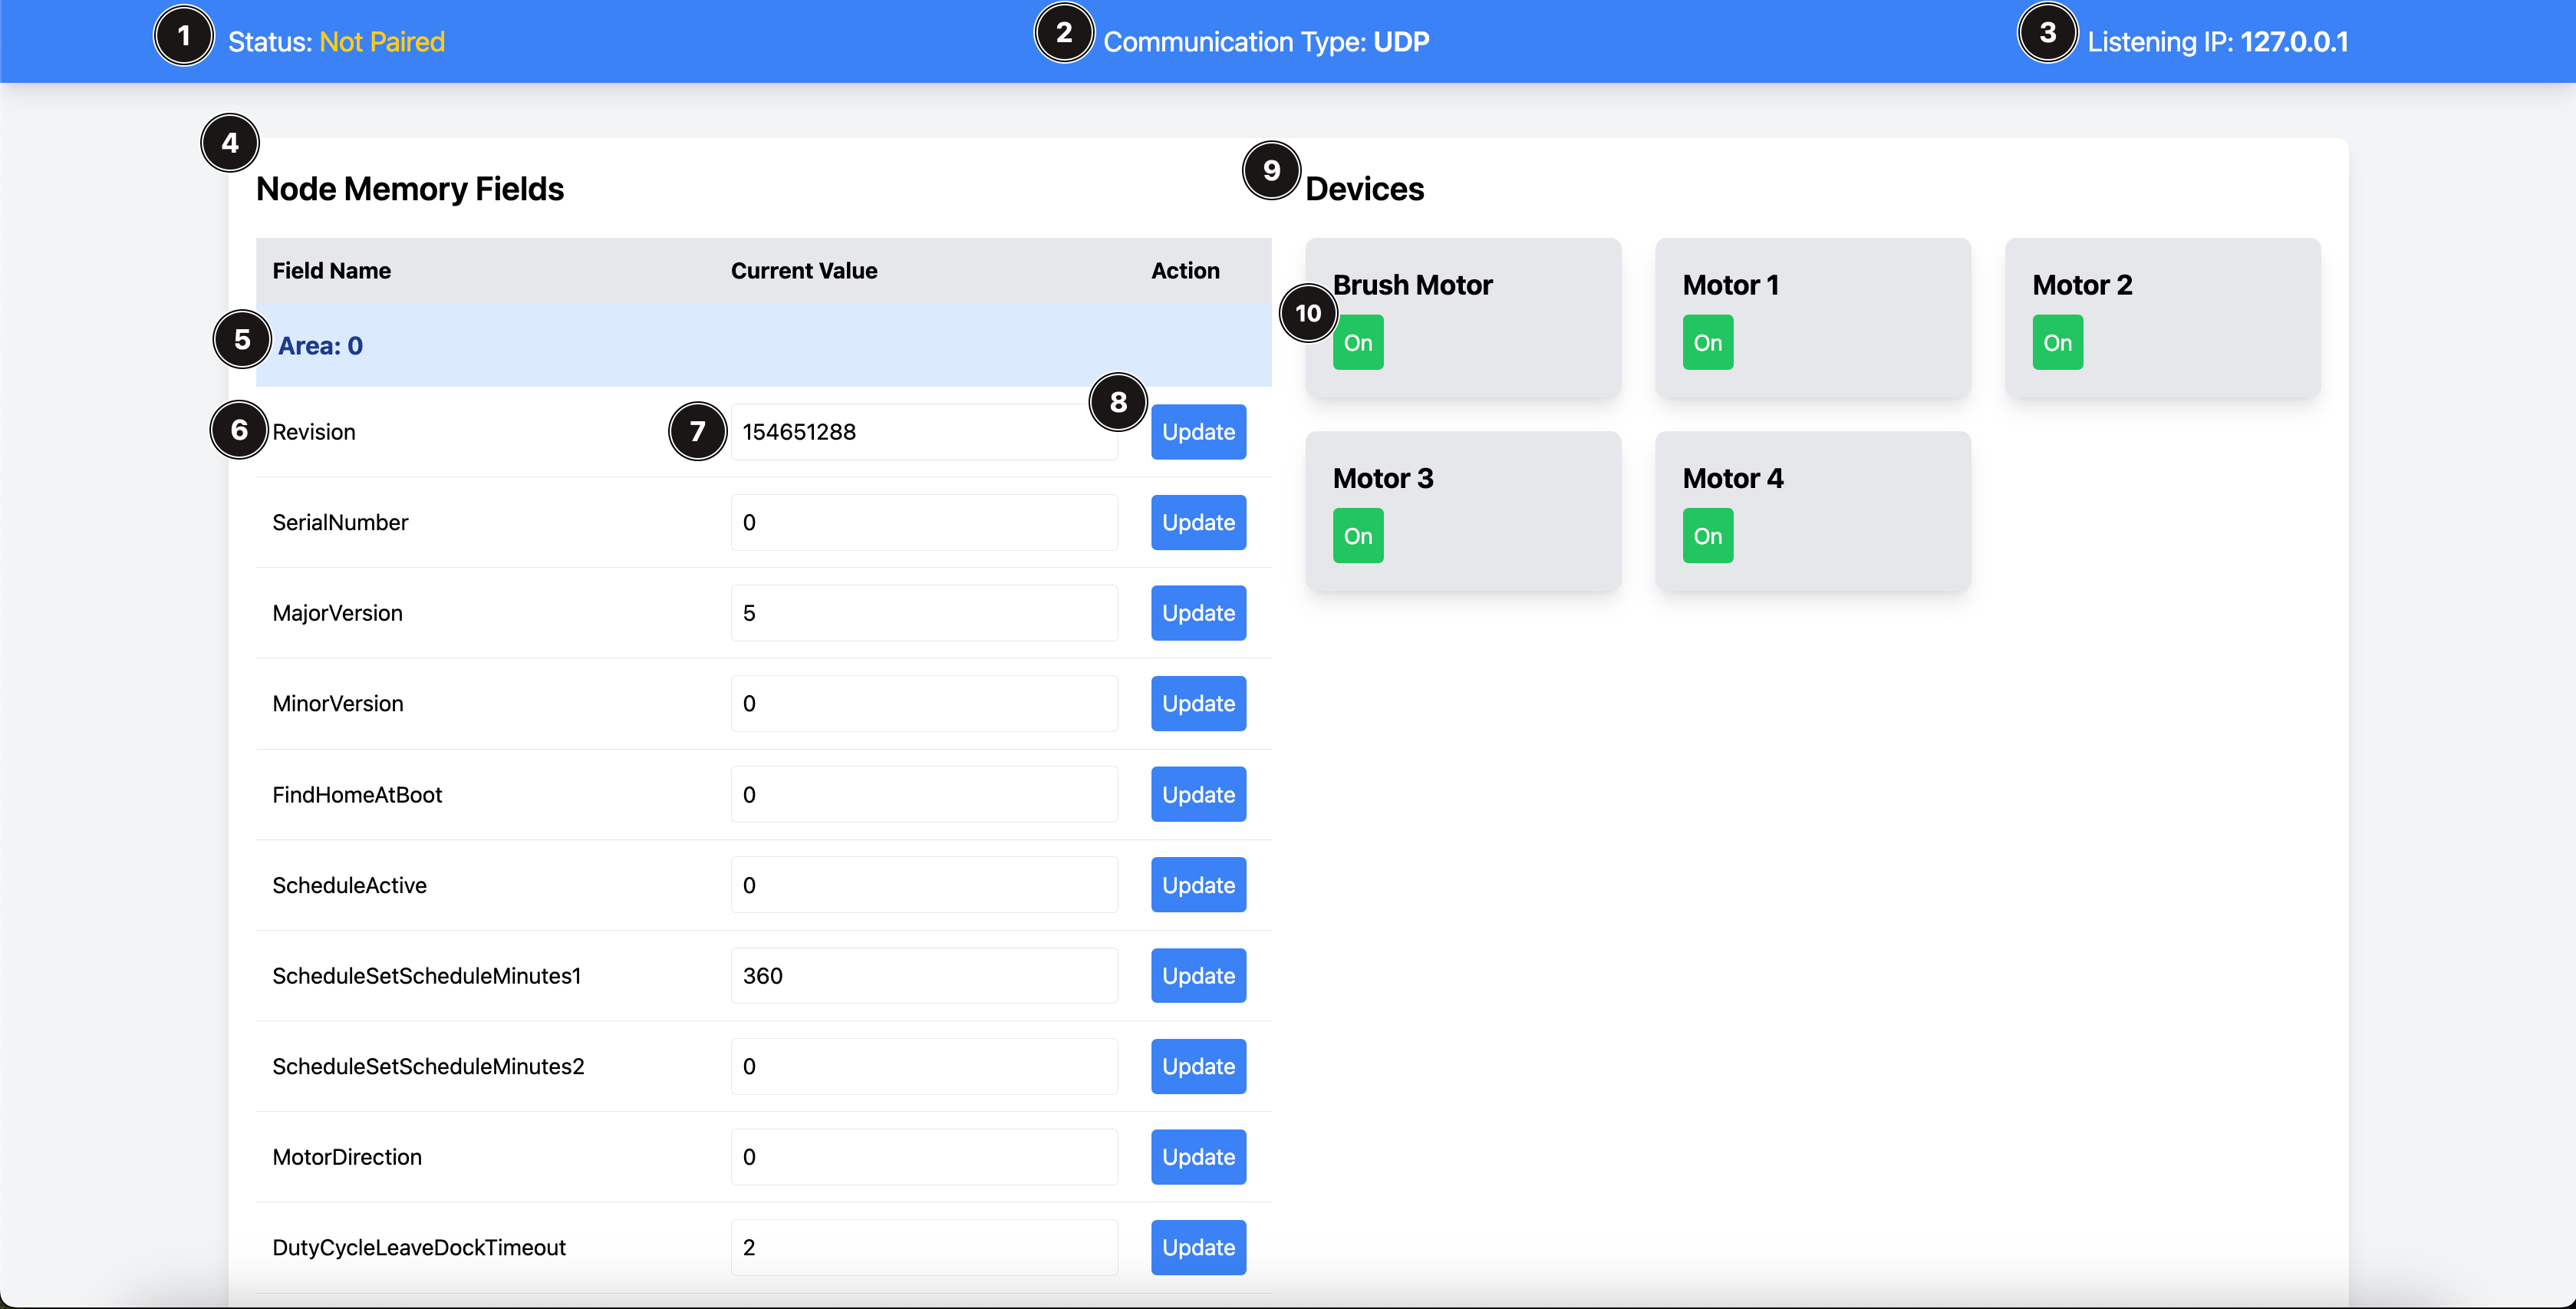 1 Status: Not Paired
2 Communication Type: UDP
3 Listening IP: 127.0.0.1
4
Node Memory Fields
Field Name Current Value Action
5 Area: 0
6 Revision 7 154651288 8 Update
SerialNumber 0 Update
MajorVersion 5 Update
MinorVersion 0 Update
FindHomeAtBoot 0 Update
ScheduleActive 0 Update
ScheduleSetScheduleMinutes1 360 Update
ScheduleSetScheduleMinutes2 0 Update
MotorDirection 0 Update
DutyCycleLeaveDockTimeout 2 Update
9 Devices
Brush Motor
10 On
Motor 1
On
Motor 2
On
Motor 3
On
Motor 4
On